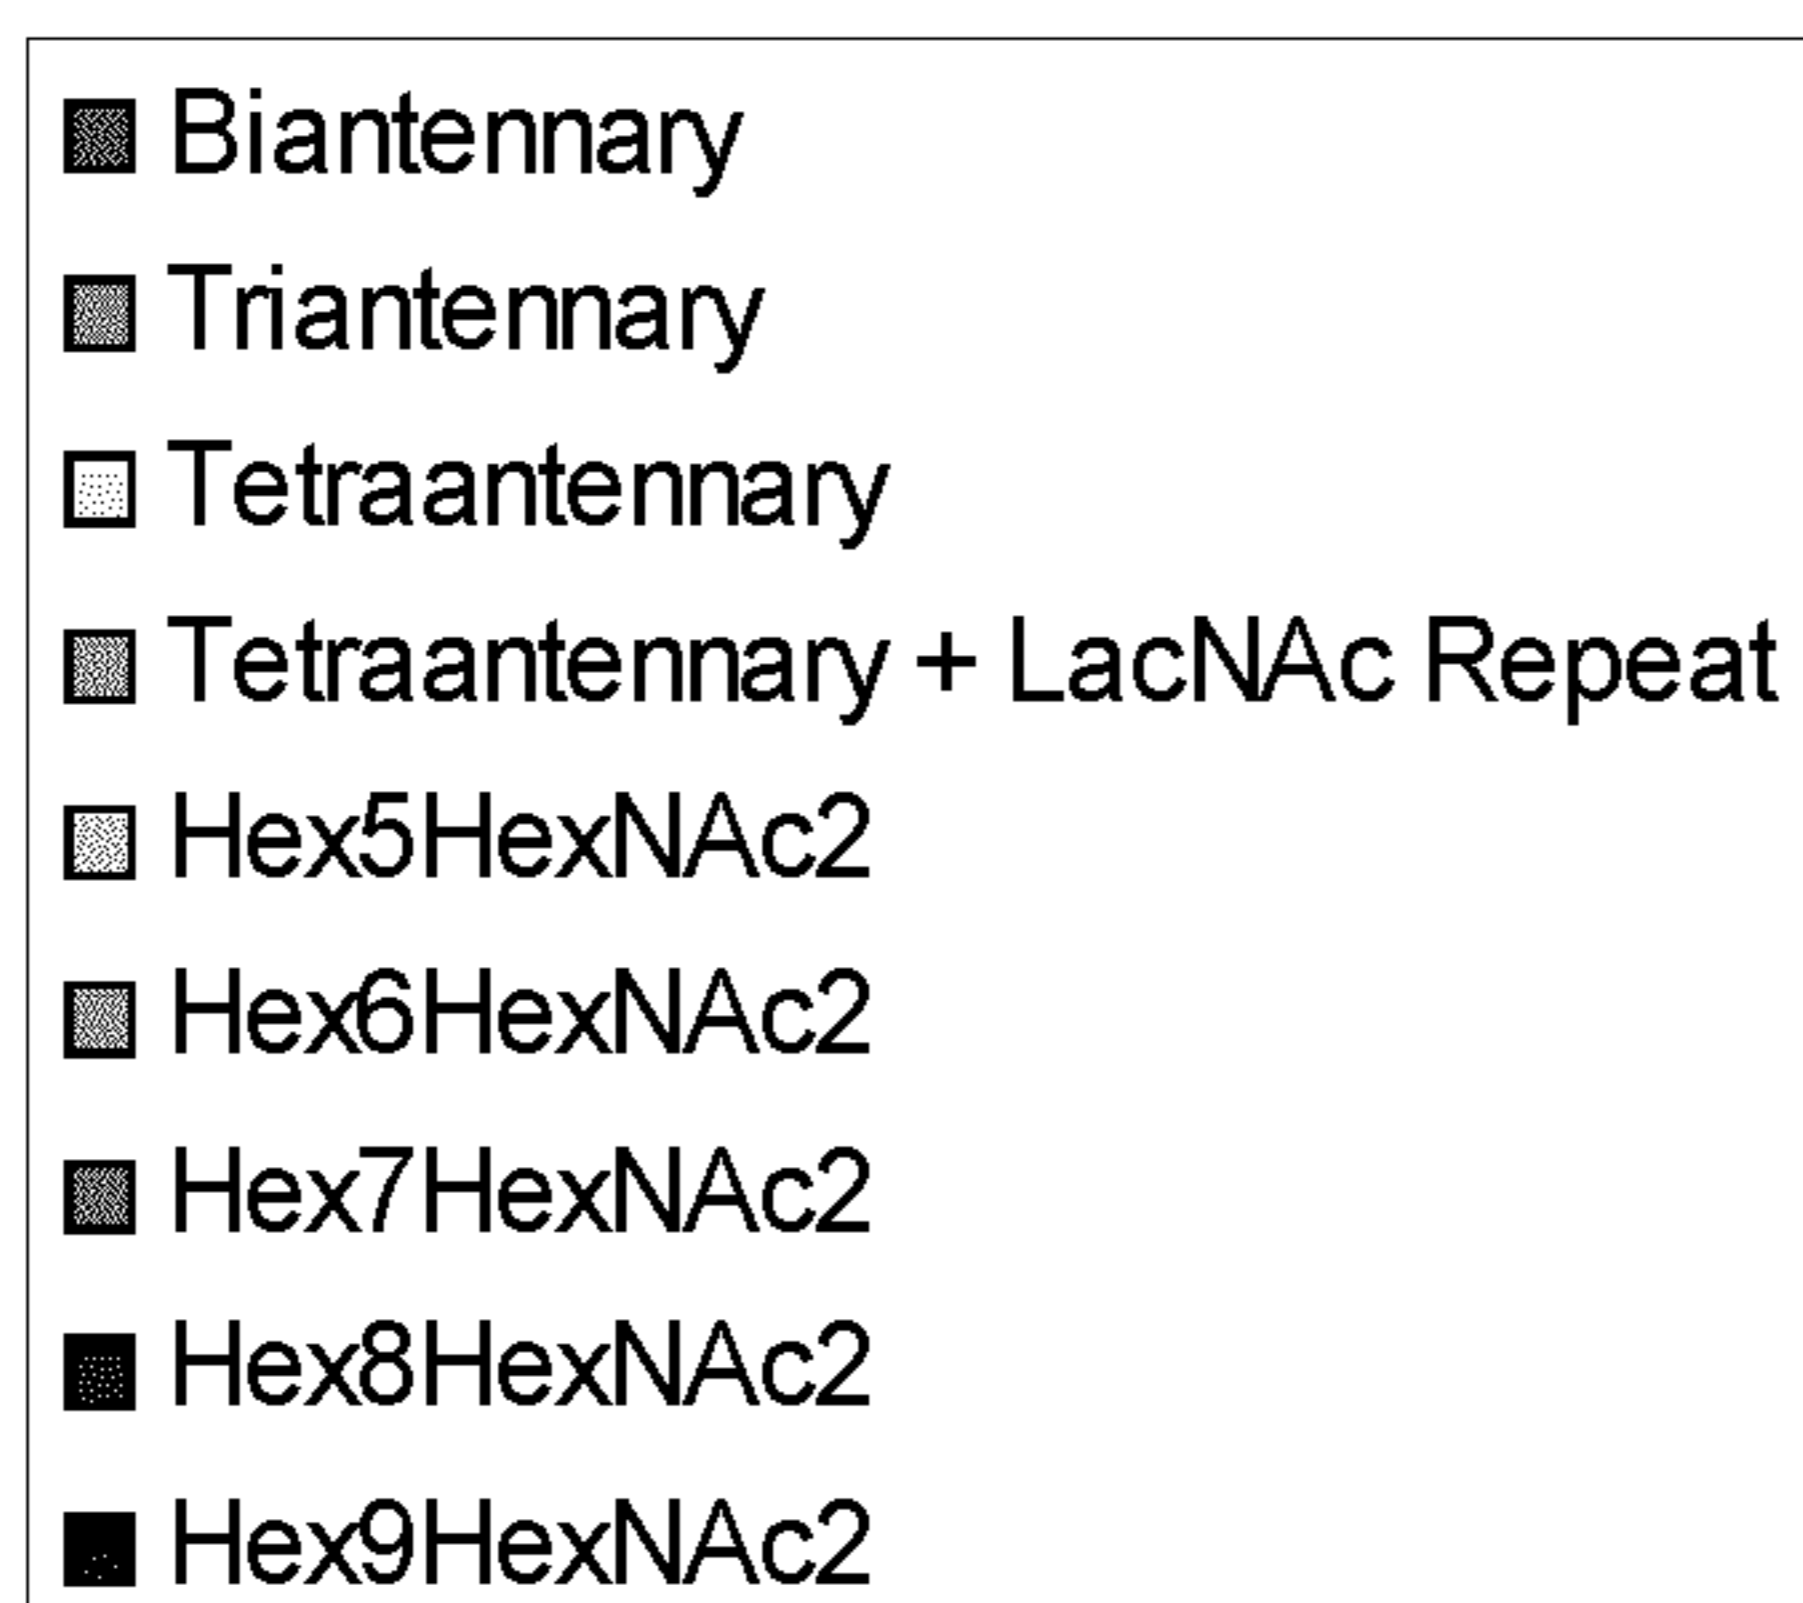 Biantennary
Triantennary
Tetraantennary
Tetraantennary + LacNAc Repeat
Hex5HexNAc2
Hex6HexNAc2
Hex7HexNAc2
Hex8HexNAc2
Hex9HexNAc2